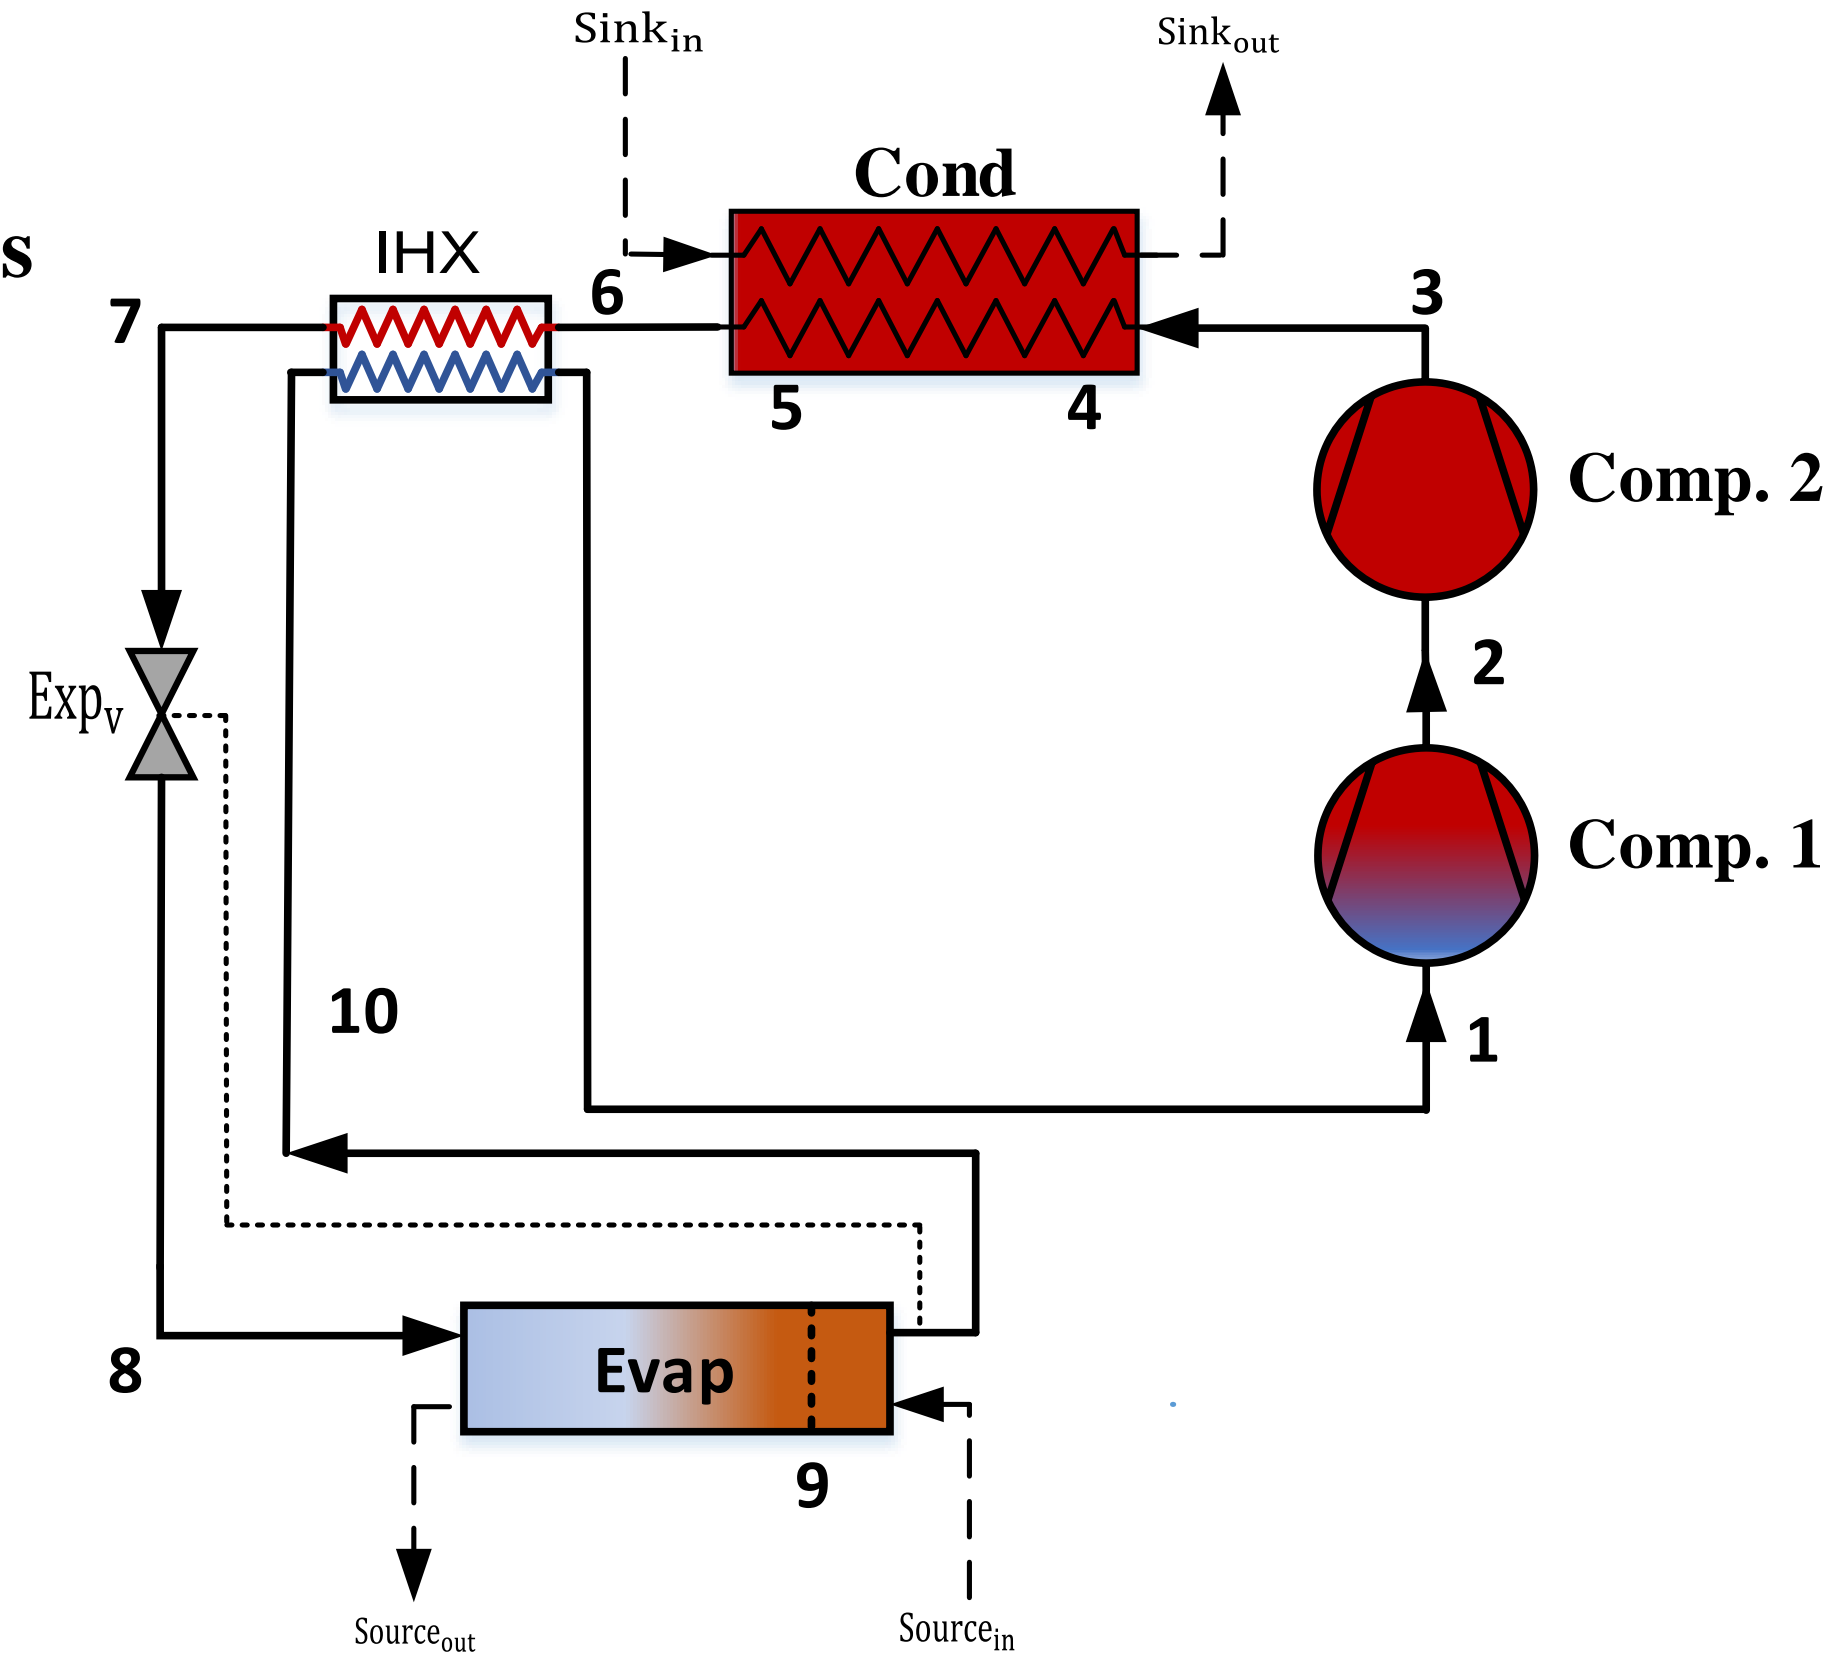 Sink_in
Sink_out
Cond
s
IHX
7
6
3
5
4
Comp. 2
2
Exp_v
Comp. 1
10
1
8
Evap
9
Source_out
Source_in